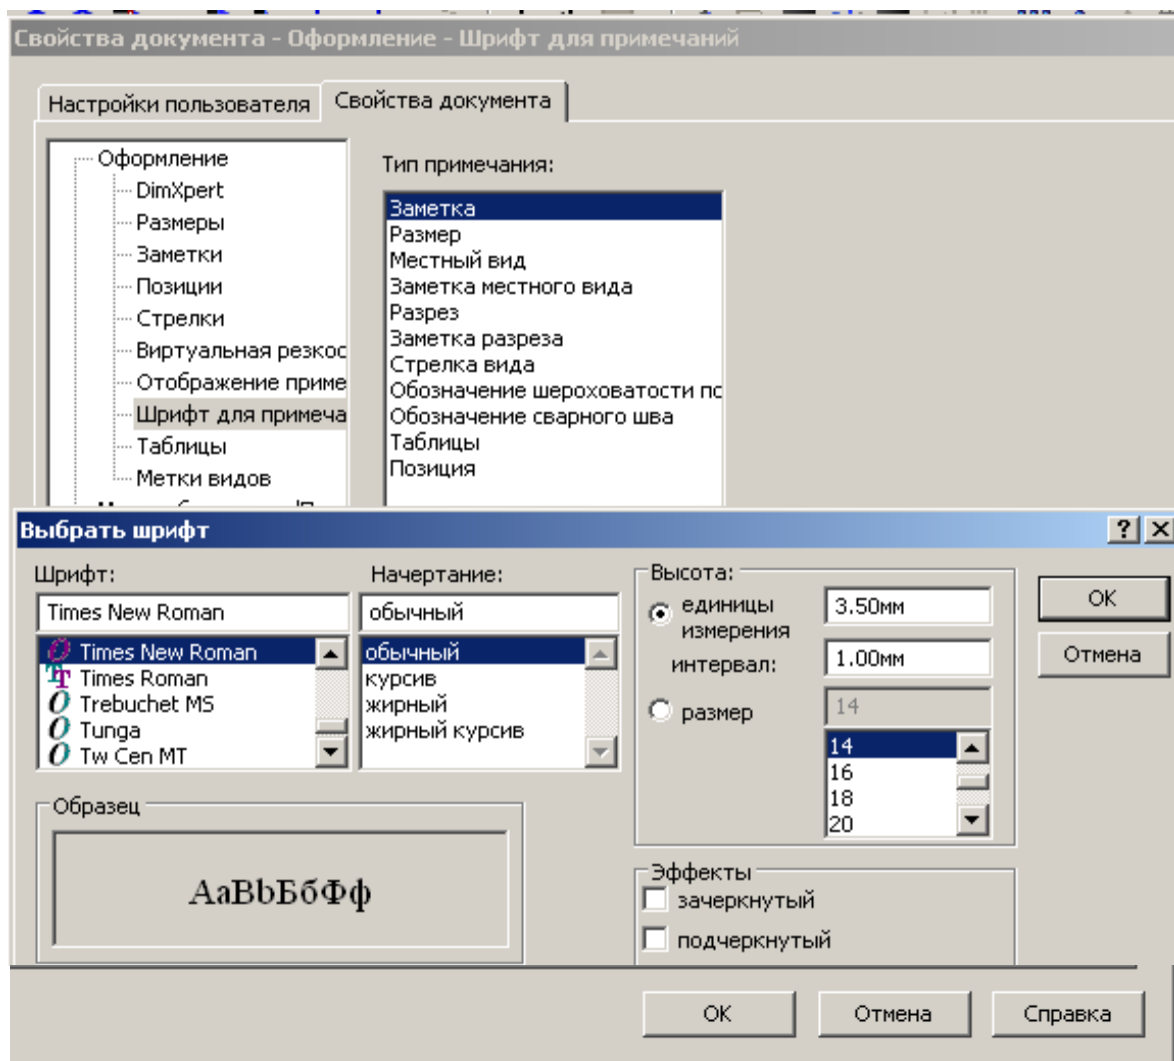 Свойства документа - Оформление - Шрифт для примечаний
Настройки пользователя
Свойства документа
Оформление
DimXpert
Размеры
Заметки
Позиции
Стрелки
Виртуальная резкос
Отображение приме
Шрифт для примеча
Таблицы
Метки видов
Тип примечания:
Заметка
Размер
Местный вид
Заметка местного вида
Разрез
Заметка разреза
Стрелка вида
Обозначение шероховатости по
Обозначение сварного шва
Таблицы
Позиция
Выбрать шрифт
Шрифт:
Times New Roman
Times New Roman
Times Roman
Trebuchet MS
Tunga
Tw Cen MT
Начертание:
обычный
обычный
курсив
жирный
жирный курсив
Высота:
единицы
измерения
3.50мм
интервал:
1.00мм
размер
14
14
16
18
20
OK
Отмена
Образец
АаВbБбФф
Эффекты
зачеркнутый
подчеркнутый
OK
Отмена
Справка